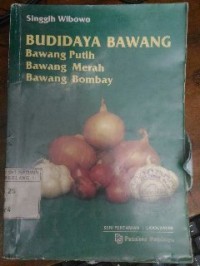 Singgih Wibowo
BUDIDAYA BAWANG
Bawang Putih
Bawang Merah
Bawang Bombay